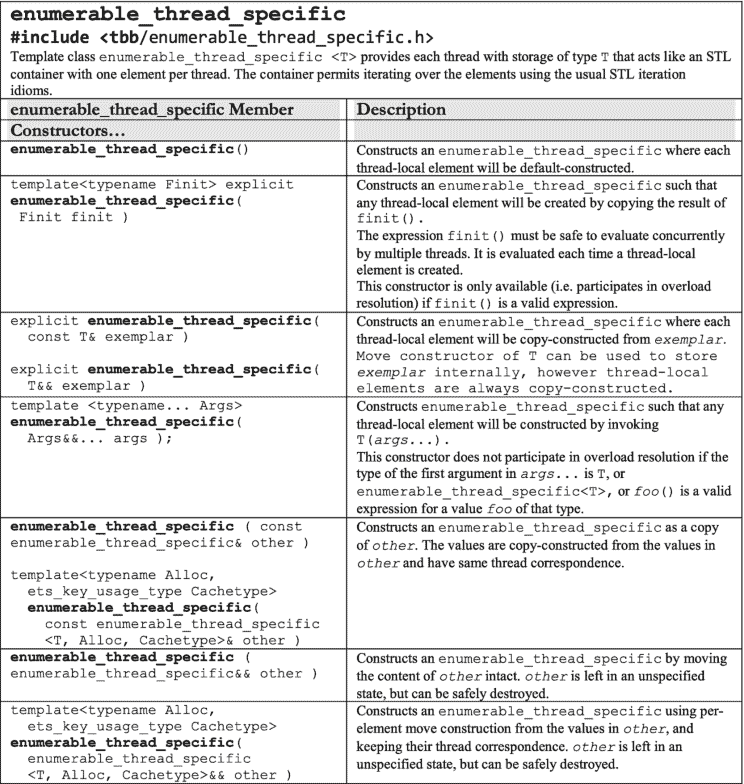 enumerable_thread_specific
#include <tbb/enumerable_thread_specific.h>
Template class enumerable_thread_specific <T> provides each thread with storage of type T that acts like an STL
container with one element per thread. The container permits iterating over the elements using the usual STL iteration
idioms.
enumerable_thread_specific Member
Description
Constructors…
enumerable_thread_specific()
Constructs an enumerable_thread_specific where each
thread-local element will be default-constructed.
template<typename Finit> explicit
enumerable_thread_specific(
Finit finit )
Constructs an enumerable_thread_specific such that
any thread-local element will be created by copying the result of
finit().
The expression finit() must be safe to evaluate concurrently
by multiple threads. It is evaluated each time a thread-local
element is created.
This constructor is only available (i.e. participates in overload
resolution) if finit() is a valid expression.
explicit enumerable_thread_specific(
const T& exemplar )
explicit enumerable_thread_specific(
T&& exemplar )
Constructs an enumerable_thread_specific where each
thread-local element will be copy-constructed from exemplar.
Move constructor of T can be used to store
exemplar internally, however thread-local
elements are always copy-constructed.
template <typename... Args>
enumerable_thread_specific(
Args&&... args );
Constructs enumerable_thread_specific such that any
thread-local element will be constructed by invoking
T(args...).
This constructor does not participate in overload resolution if the
type of the first argument in args... is T, or
enumerable_thread_specific<T>, or foo() is a valid
expression for a value foo of that type.
enumerable_thread_specific ( const
enumerable_thread_specific& other )
template<typename Alloc,
ets_key_usage_type Cachetype>
enumerable_thread_specific(
const enumerable_thread_specific
<T, Alloc, Cachetype>& other )
Constructs an enumerable_thread_specific as a copy
of other. The values are copy-constructed from the values in
other and have same thread correspondence.
enumerable_thread_specific (
enumerable_thread_specific&& other )
Constructs an enumerable_thread_specific by moving
the content of other intact. other is left in an unspecified
state, but can be safely destroyed.
template<typename Alloc,
ets_key_usage_type Cachetype>
enumerable_thread_specific(
enumerable_thread_specific
<T, Alloc, Cachetype>&& other )
Constructs an enumerable_thread_specific using per-
element move construction from the values in other, and
keeping their thread correspondence. other is left in an
unspecified state, but can be safely destroyed.